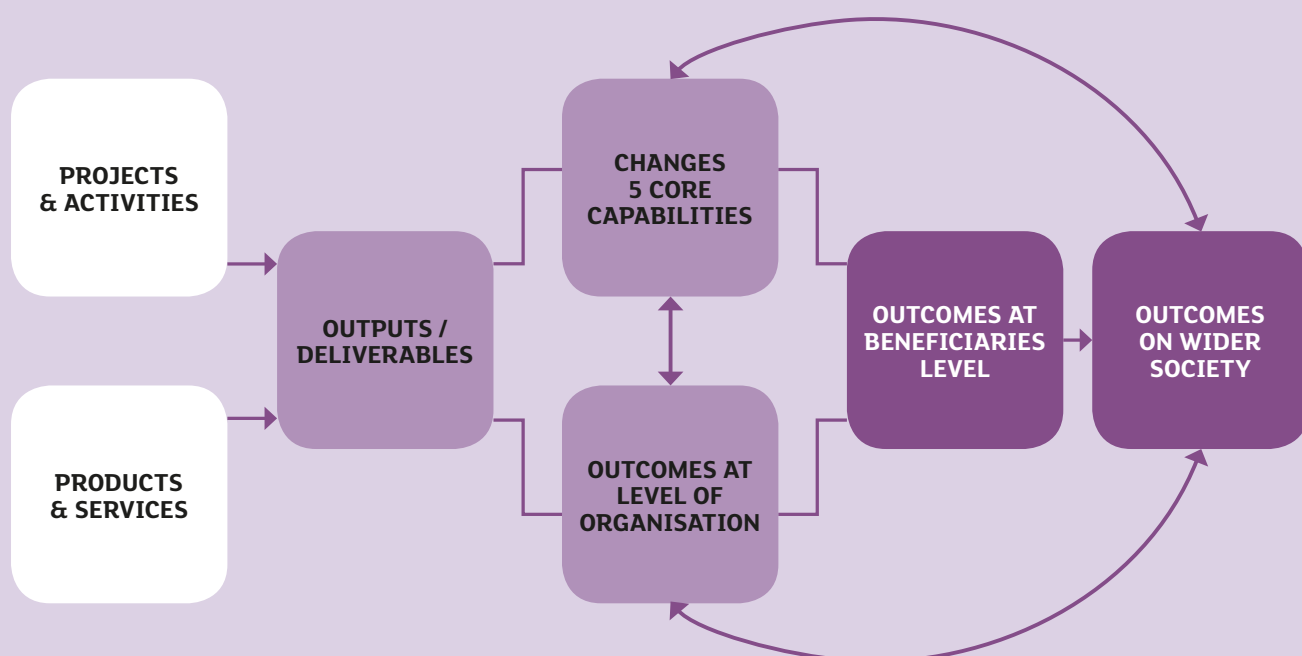 PROJECTS
& ACTIVITIES
PRODUCTS
& SERVICES
OUTPUTS /
DELIVERABLES
CHANGES
5 CORE
CAPABILITIES
OUTCOMES AT
LEVEL OF
ORGANISATION
OUTCOMES AT
BENEFICIARIES
LEVEL
OUTCOMES
ON WIDER
SOCIETY